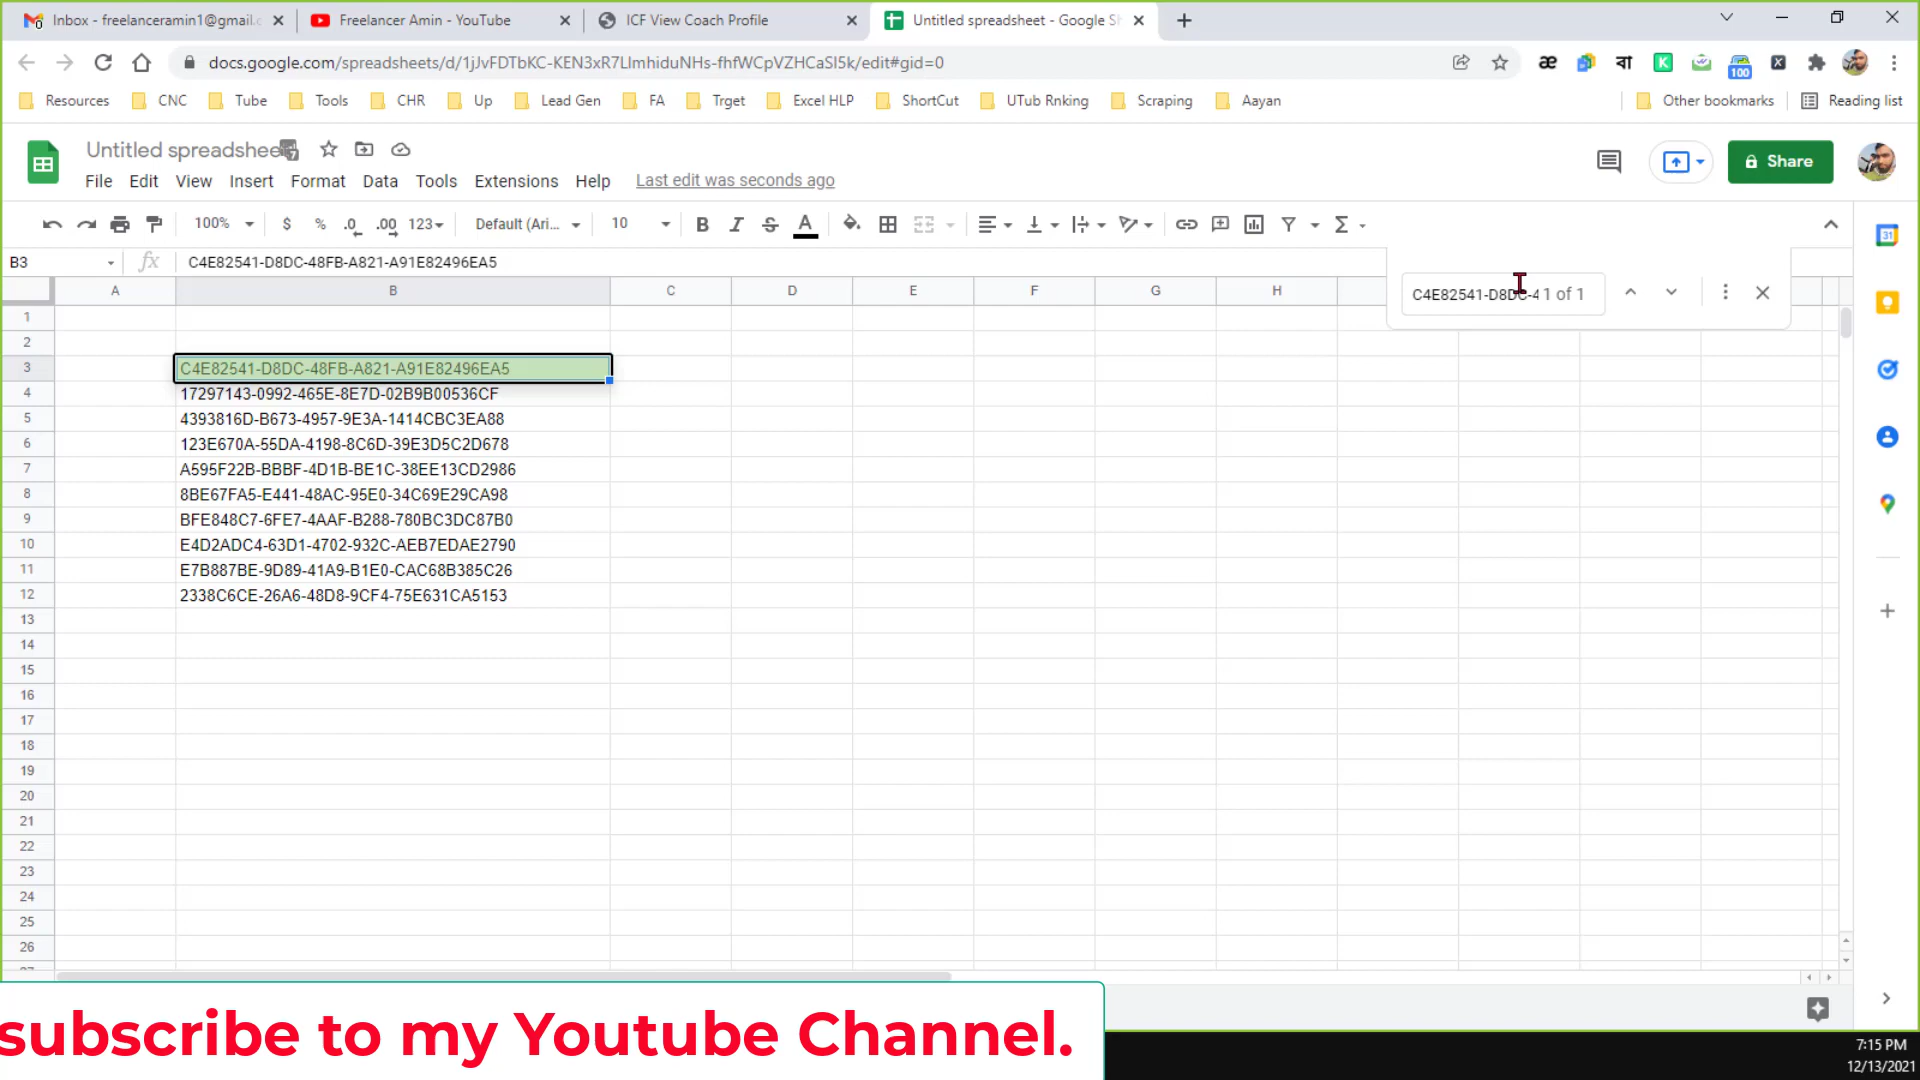 Inbox - freelanceramin1@gmail.c
Freelancer Amin - YouTube
ICF View Coach Profile
Untitled spreadsheet - Google Sh
docs.google.com/spreadsheets/d/1jJvFDTbKC-KEN3xR7LlmhiduNHs-fhfWCpVZHCaSI5k/edit#gid=0
æ
বা
K
100
X
Resources
CNC
Tube
Tools
CHR
Up
Lead Gen
FA
Trget
Excel HLP
ShortCut
UTub Rnking
Scraping
Aayan
Other bookmarks
Reading list
Untitled spreadshee
File
Edit
View
Insert
Format
Data
Tools
Extensions
Help
Last edit was seconds ago
Share
100%
$
%
.0
.00
123
Default (Ari...
10
B
I
S
A
Σ
31
B3
fx
C4E82541-D8DC-48FB-A821-A91E82496EA5
C4E82541-D8DC-4 1 of 1
A B C D E F G H
1
2
3 C4E82541-D8DC-48FB-A821-A91E82496EA5
4 17297143-0992-465E-8E7D-02B9B00536CF
5 4393816D-B673-4957-9E3A-1414CBC3EA88
6 123E670A-55DA-4198-8C6D-39E3D5C2D678
7 A595F22B-BBBF-4D1B-BE1C-38EE13CD2986
8 8BE67FA5-E441-48AC-95E0-34C69E29CA98
9 BFE848C7-6FE7-4AAF-B288-780BC3DC87B0
10 E4D2ADC4-63D1-4702-932C-AEB7EDAE2790
11 E7B887BE-9D89-41A9-B1E0-CAC68B385C26
12 2338C6CE-26A6-48D8-9CF4-75E631CA5153
13
14
15
16
17
18
19
20
21
22
23
24
25
26
subscribe to my Youtube Channel.
7:15 PM
12/13/2021